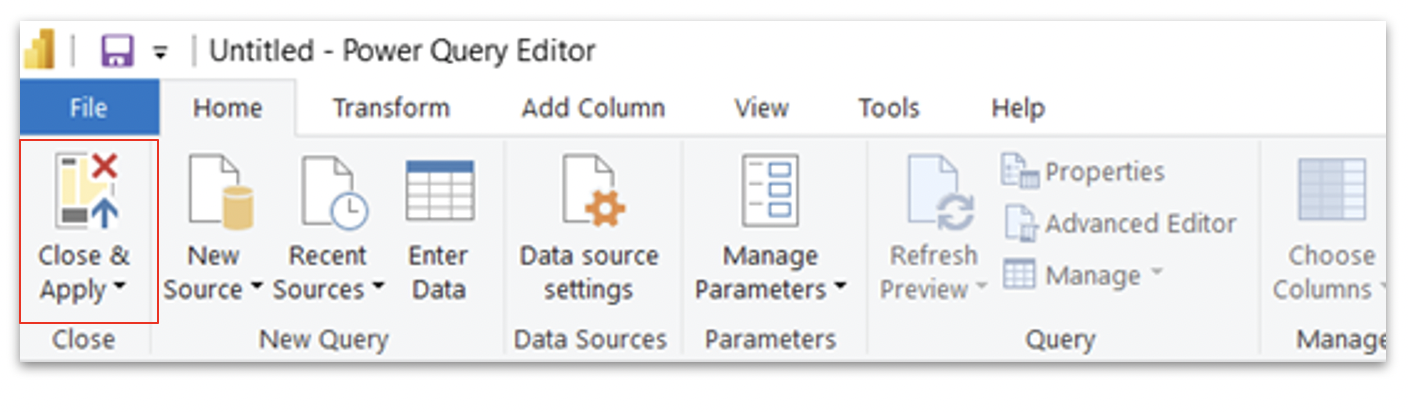 Untitled - Power Query Editor
File Home Transform Add Column View Tools Help
Close &
Apply
New
Source
Recent
Sources
Enter
Data
Data source
settings
Manage
Parameters
Refresh
Preview
Properties
Advanced Editor
Manage
Choose
Columns
Close New Query Data Sources Parameters Query Manage